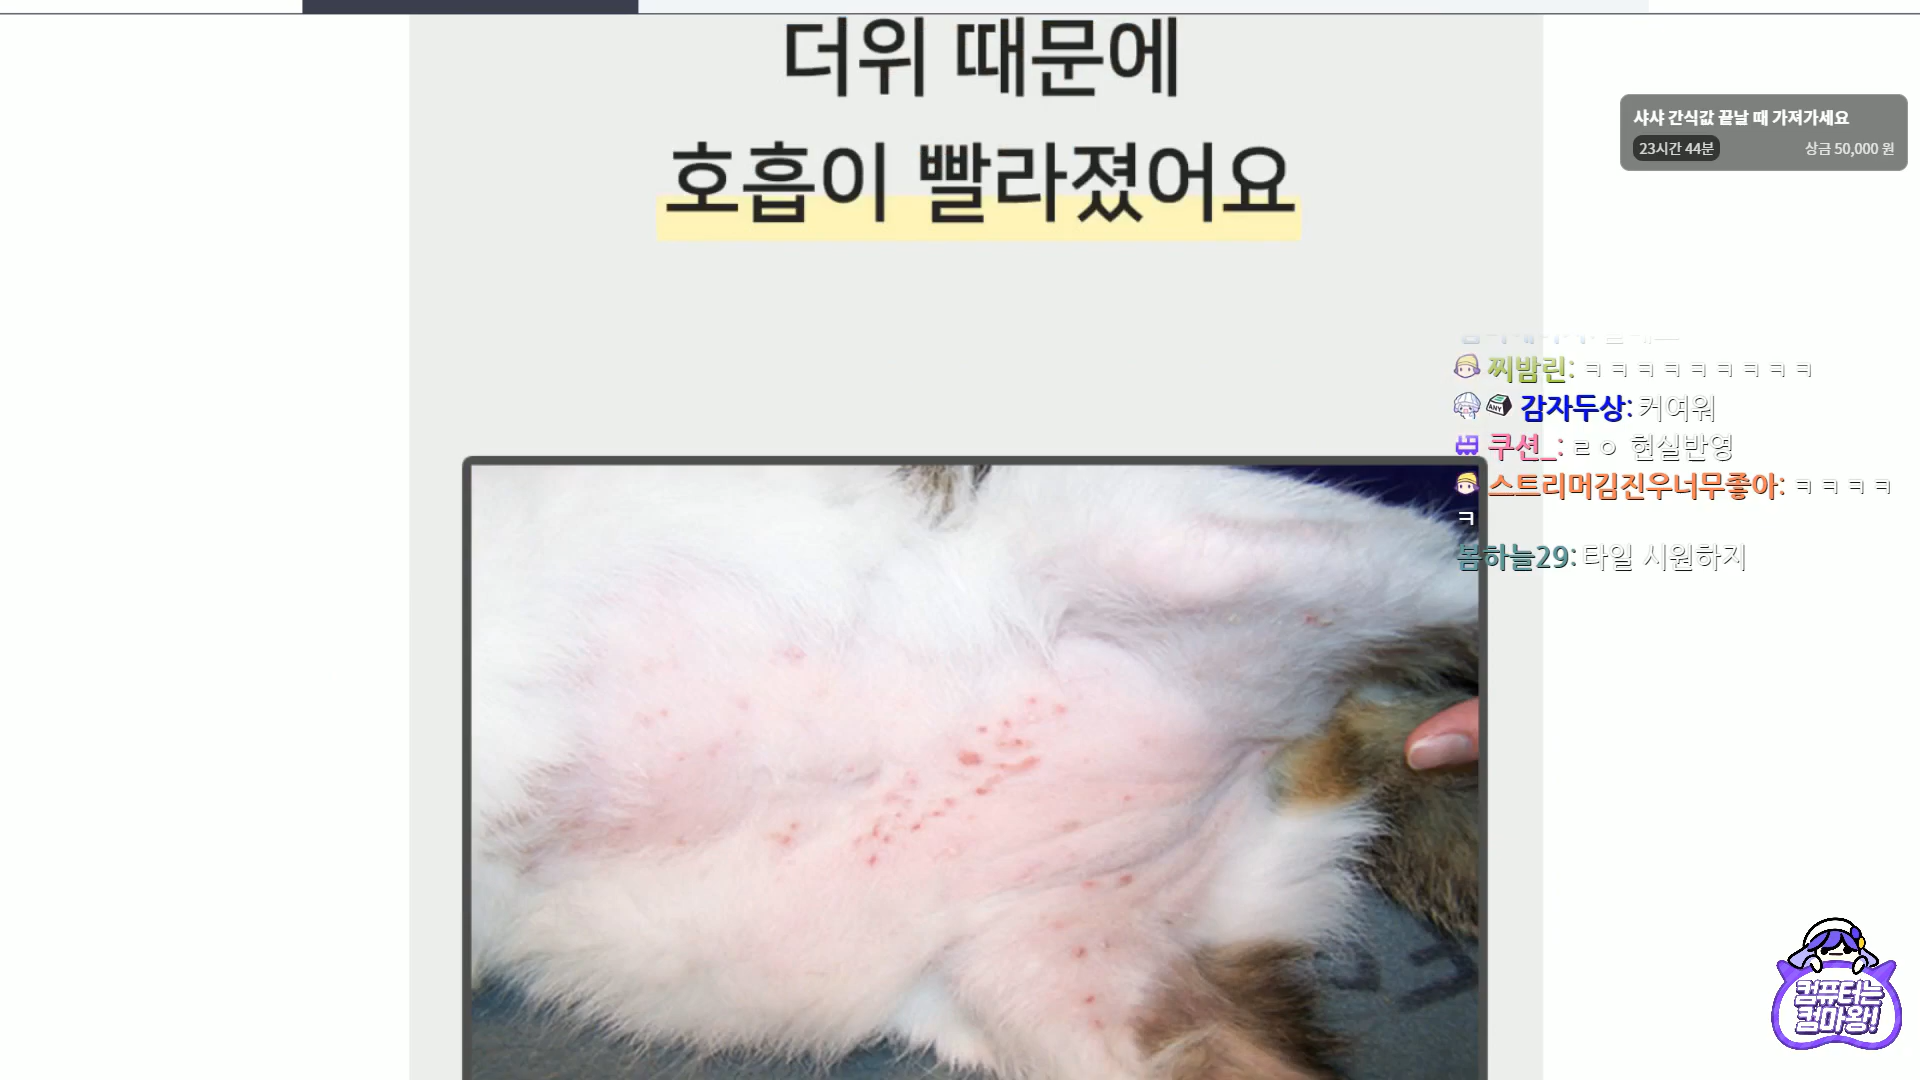 더위 때문에
호흡이 빨라졌어요
샤샤 간식값 끝날 때 가져가세요
23시간 44분
상금 50,000 원
찌밤린: ㅋㅋㅋㅋㅋㅋㅋㅋㅋ
ANY
감자두상: 커여워
쿠션_: ㄹㅇ 현실반영
스트리머김진우너무좋아: ㅋㅋㅋㅋ
ㅋ
봄하늘29: 타일 시원하지
컴퓨터는
컴마왕!